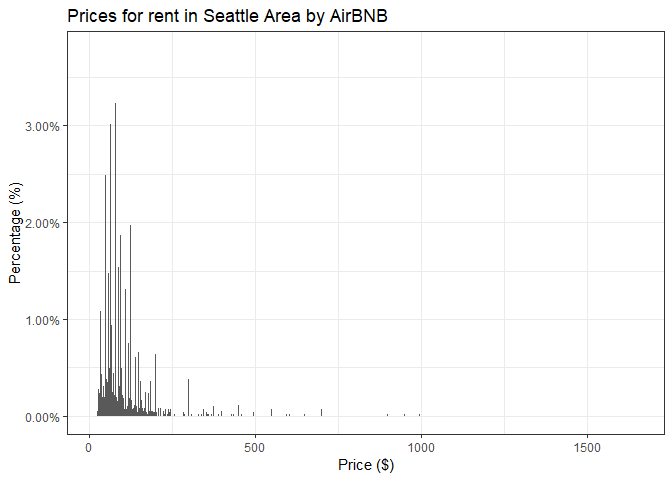 Prices for rent in Seattle Area by AirBNB
Percentage (%)
3.00%
2.00%
1.00%
0.00%
0
500
1000
1500
Price ($)